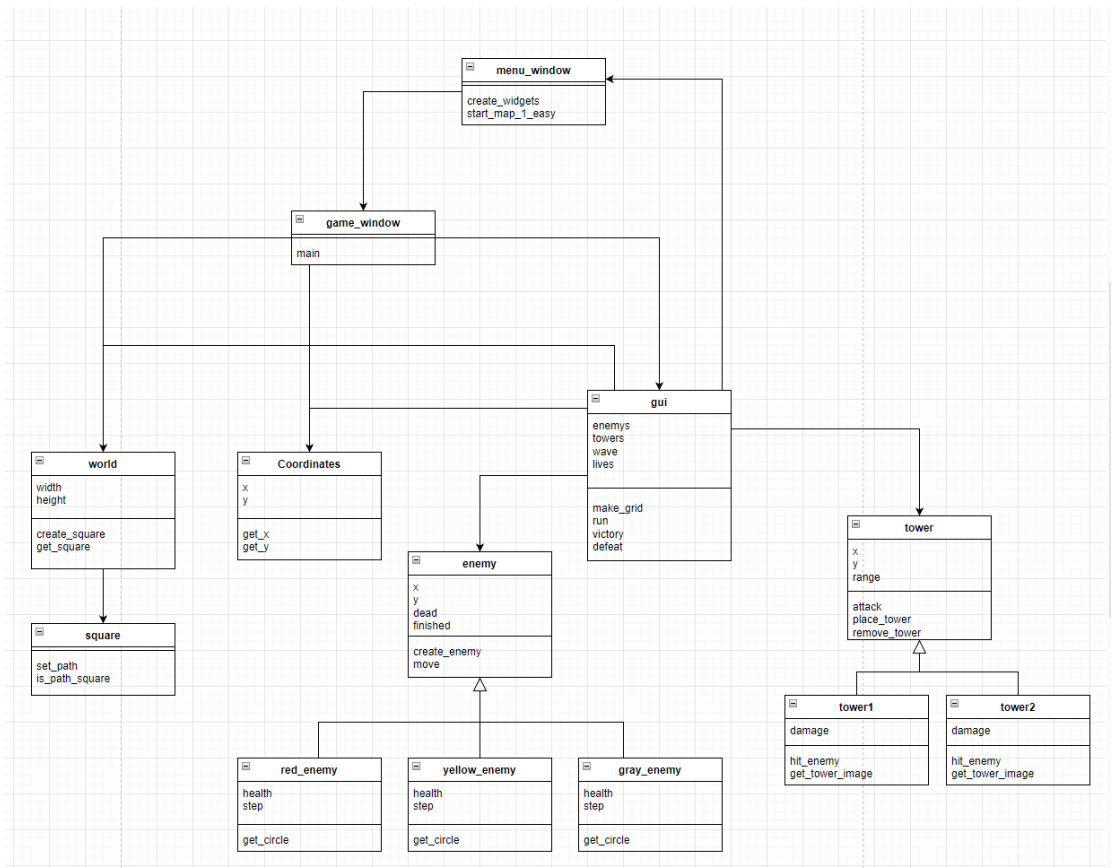 menu_window
create_widgets
start_map_1_easy
game_window
main
gui
enemys
towers
wave
lives
make_grid
run
victory
defeat
world
width
height
create_square
get_square
Coordinates
x
y
get_x
get_y
enemy
x
y
dead
finished
create_enemy
move
tower
x
y
range
attack
place_tower
remove_tower
square
set_path
is_path_square
tower1
damage
hit_enemy
get_tower_image
tower2
damage
hit_enemy
get_tower_image
red_enemy
health
step
get_circle
yellow_enemy
health
step
get_circle
gray_enemy
health
step
get_circle